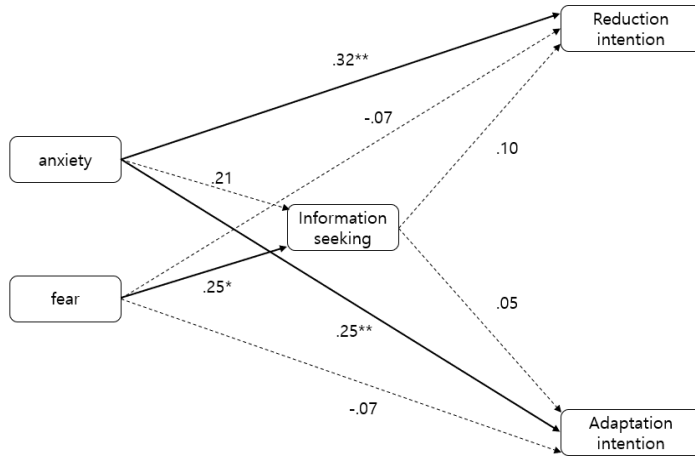 Reduction
intention
.32**
-.07
anxiety
.10
.21
Information
seeking
fear
.25*
.05
.25**
-.07
Adaptation
intention